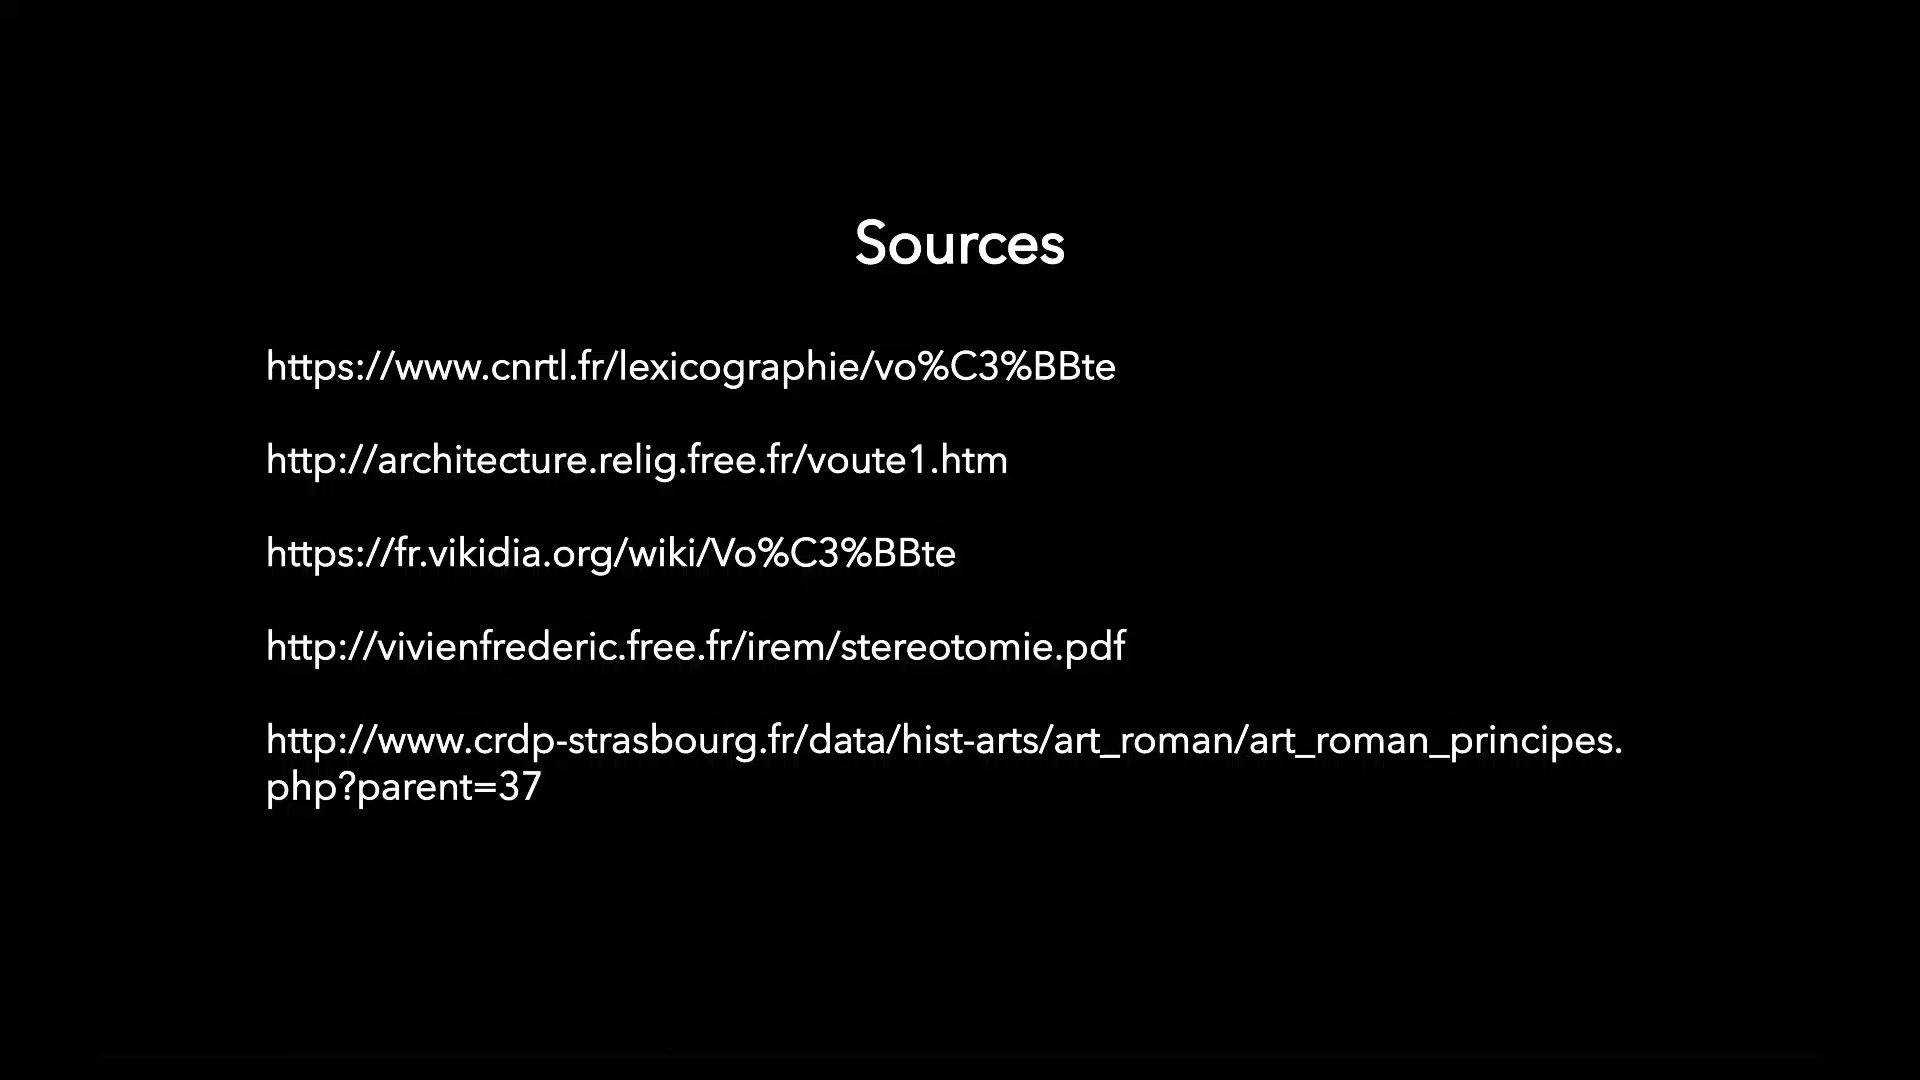 Sources
https://www.cnrtl.fr/lexicographie/vo%C3%BBte
http://architecture.relig.free.fr/voute1.htm
https://fr.vikidia.org/wiki/Vo%C3%BBte
http://vivienfrederic.free.fr/irem/stereotomie.pdf
http://www.crdp-strasbourg.fr/data/hist-arts/art_roman/art_roman_principes.
php?parent=37